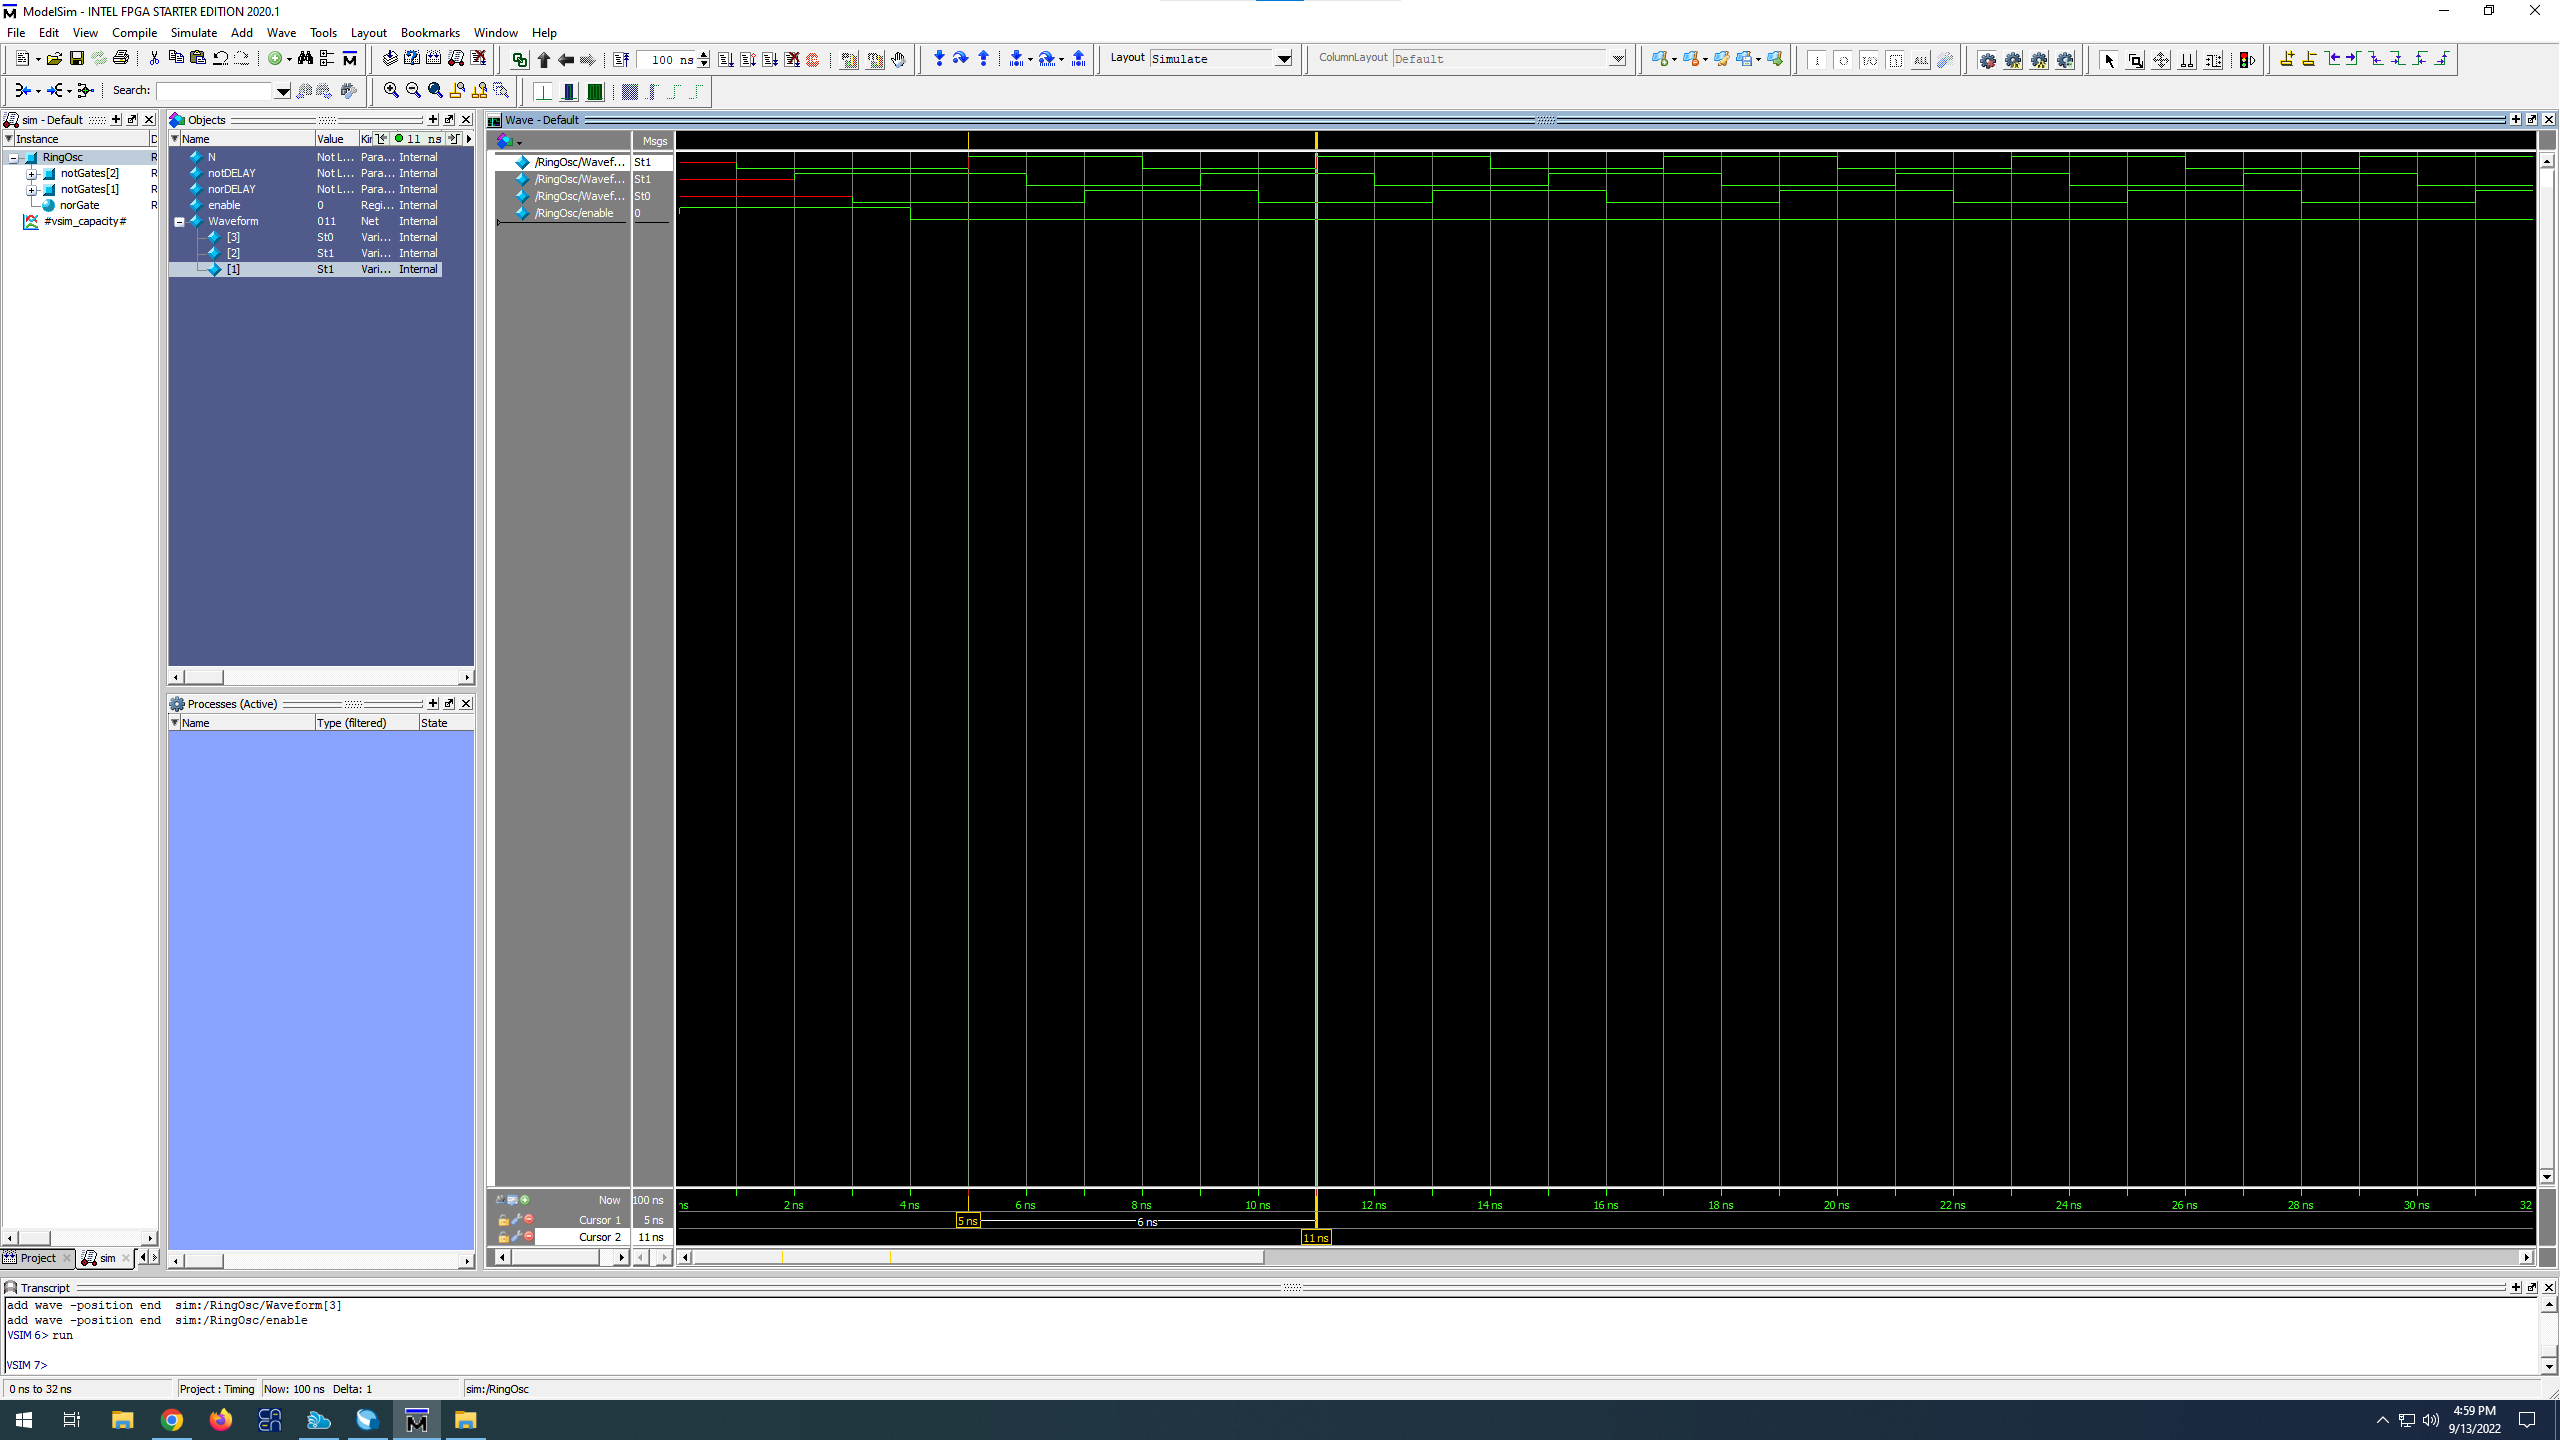 ModelSim - INTEL FPGA STARTER EDITION 2020.1
File Edit View Compile Simulate Add Wave Tools Layout Bookmarks Window Help
100 ns
Layout Simulate
ColumnLayout Default
Search:
sim - Default
Instance D
RingOsc R
notGates[2] R
notGates[1] R
norGate R
#vsim_capacity#
Project sim
Objects
Name Value Kir 11 ns
N Not L... Para... Internal
notDELAY Not L... Para... Internal
norDELAY Not L... Para... Internal
enable 0 Regi... Internal
Waveform 011 Net Internal
[3] St0 Vari... Internal
[2] St1 Vari... Internal
[1] St1 Vari... Internal
Processes (Active)
Name Type (filtered) State
Wave - Default
Msgs
/RingOsc/Wavef... St1
/RingOsc/Wavef... St1
/RingOsc/Wavef... St0
/RingOsc/enable 0
Now 100 ns
ns 2 ns 4 ns 6 ns 8 ns 10 ns 12 ns 14 ns 16 ns 18 ns 20 ns 22 ns 24 ns 26 ns 28 ns 30 ns 32
Cursor 1 5 ns 5 ns 6 ns
Cursor 2 11 ns 11 ns
Transcript
add wave -position end sim:/RingOsc/Waveform[3]
add wave -position end sim:/RingOsc/enable
VSIM 6> run
VSIM 7>
0 ns to 32 ns Project : Timing Now: 100 ns Delta: 1 sim:/RingOsc
CAEN
4:59 PM
9/13/2022